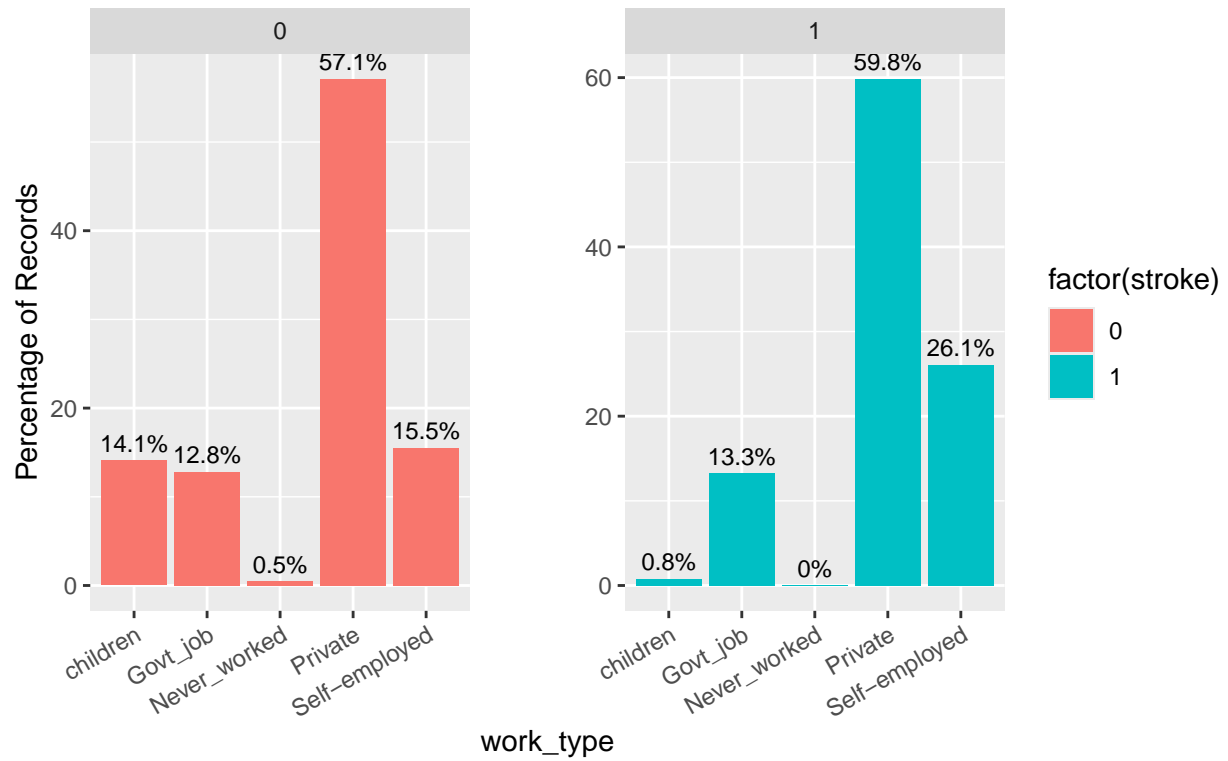 0
1
57.1%
14.1%
12.8%
0.5%
15.5%
59.8%
0.8%
13.3%
0%
26.1%
Percentage of Records
40
20
0
60
40
20
0
children
Govt_job
Never_worked
Private
Self−employed
children
Govt_job
Never_worked
Private
Self−employed
work_type
factor(stroke)
0
1